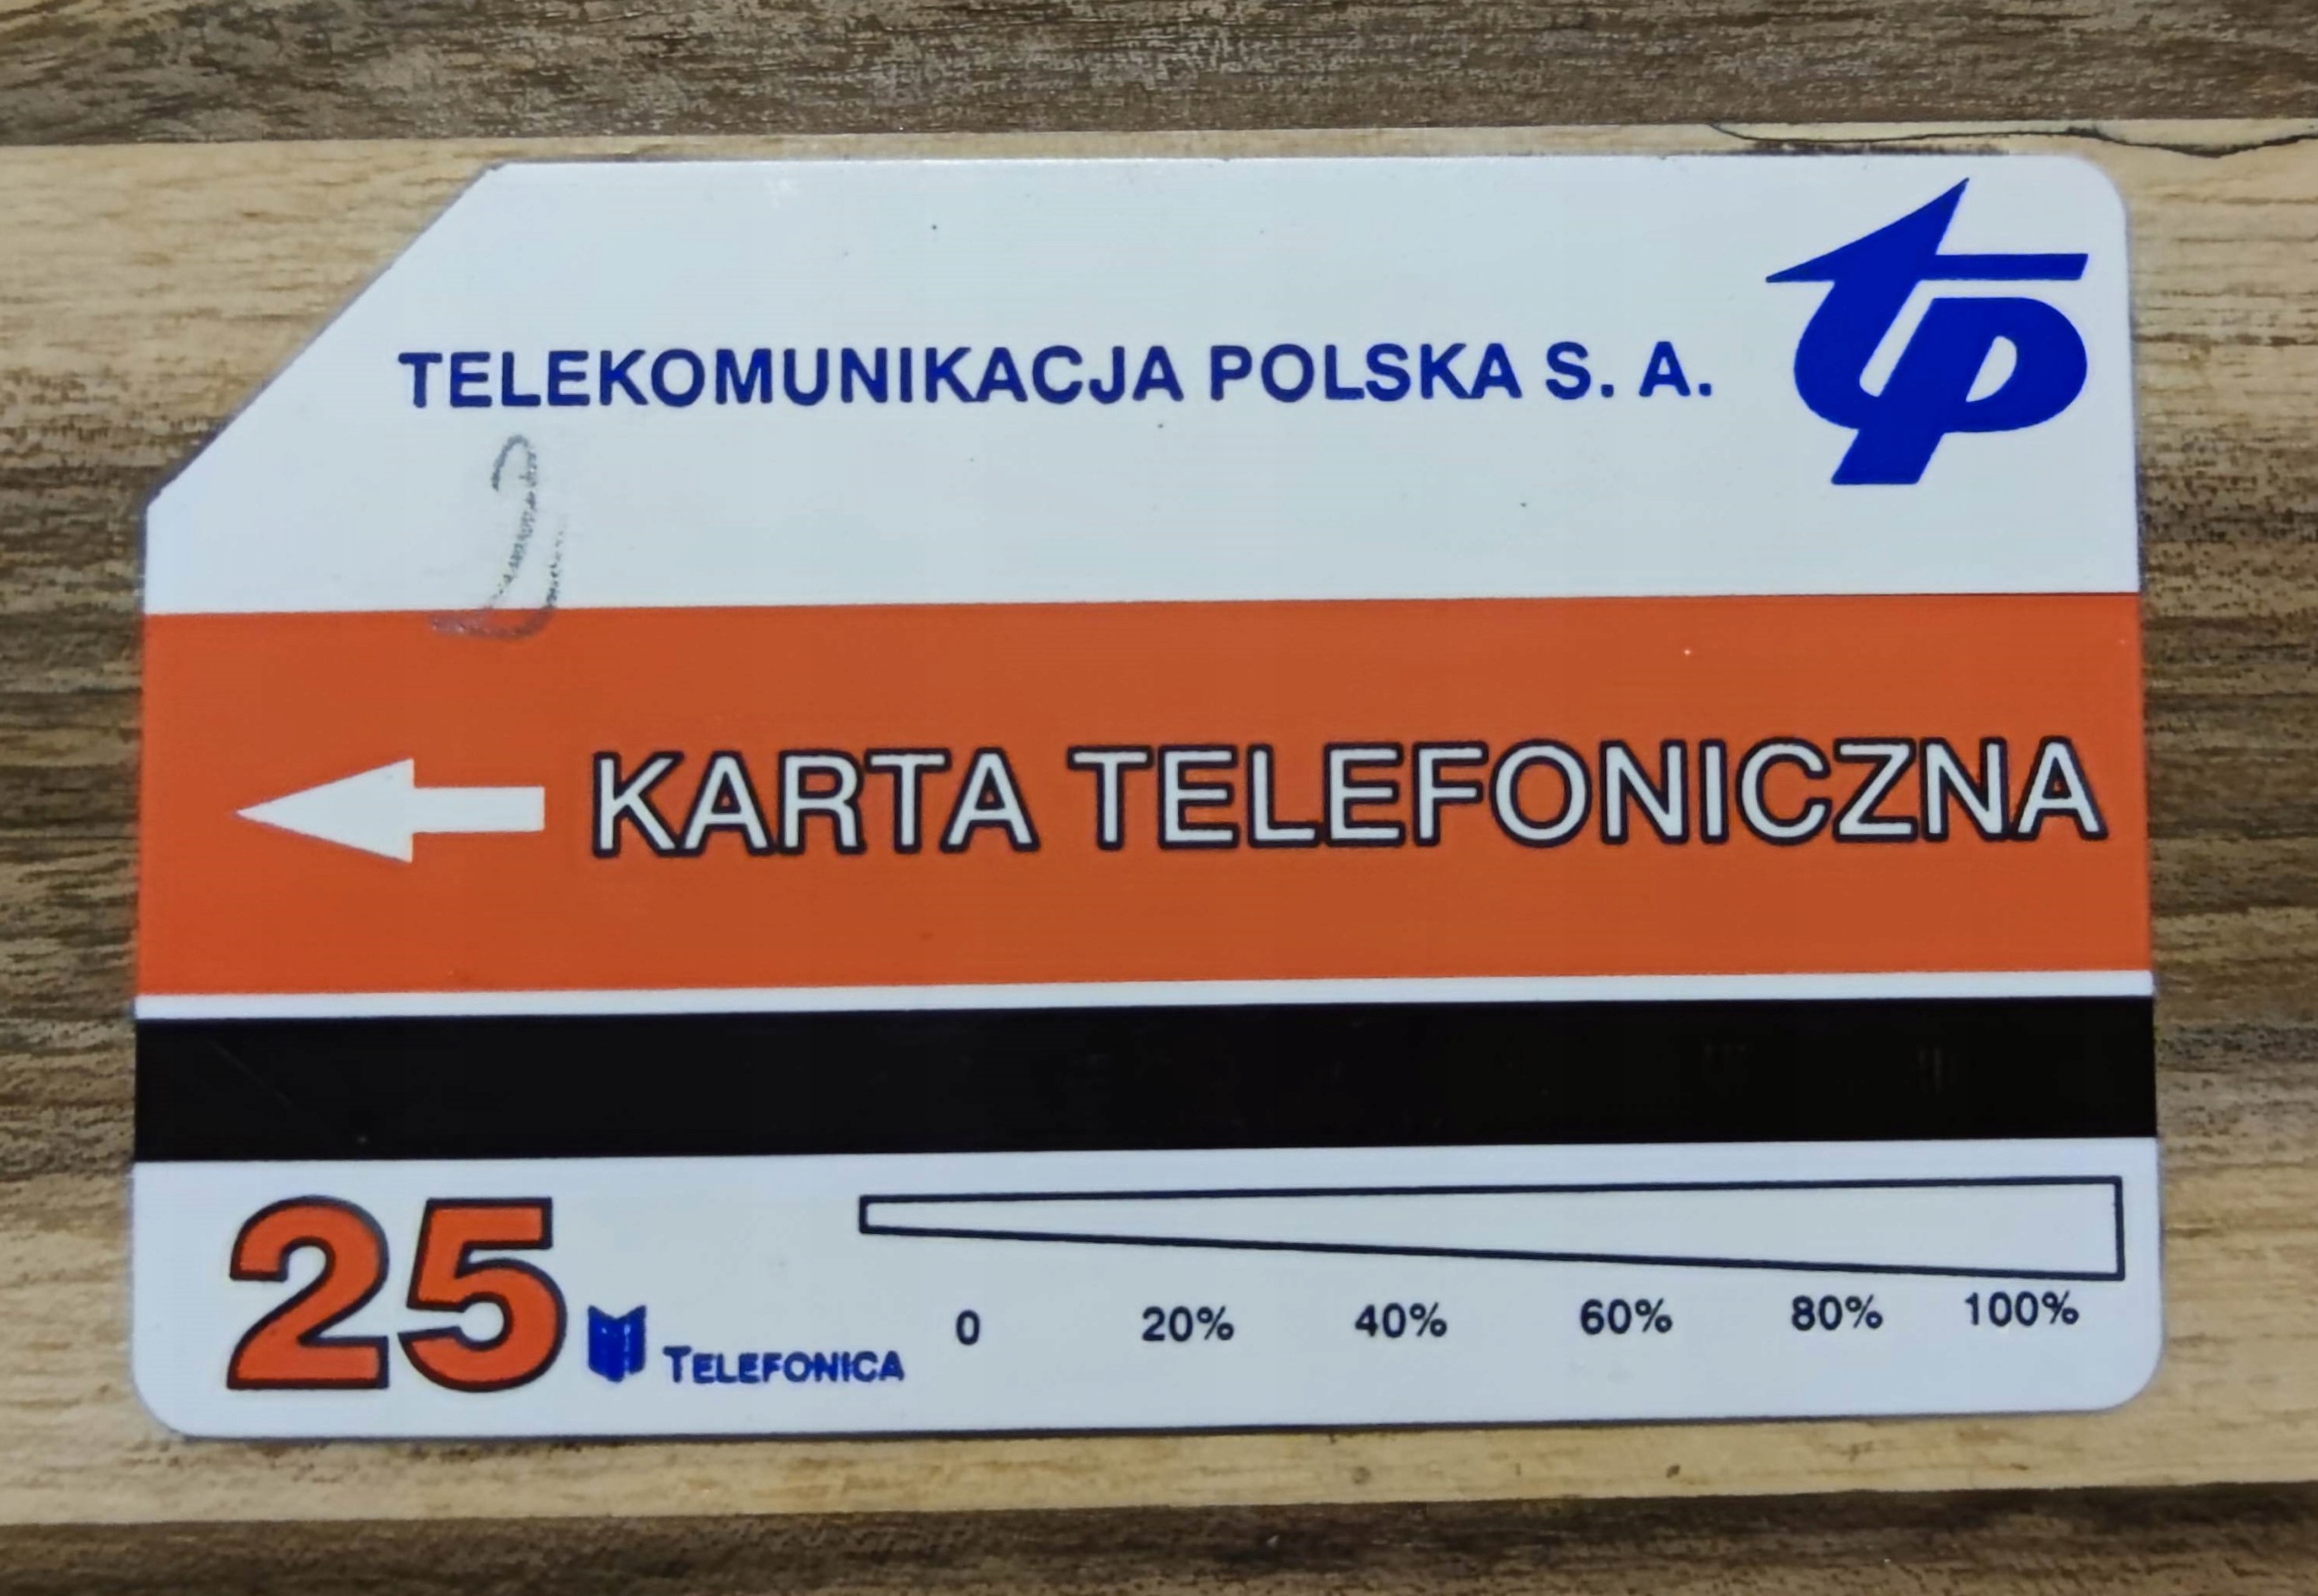 TELEKOMUNIKACJA POLSKA S. A.
tp
KARTA TELEFONICZNA
25
TELEFONICA
0 20% 40% 60% 80% 100%